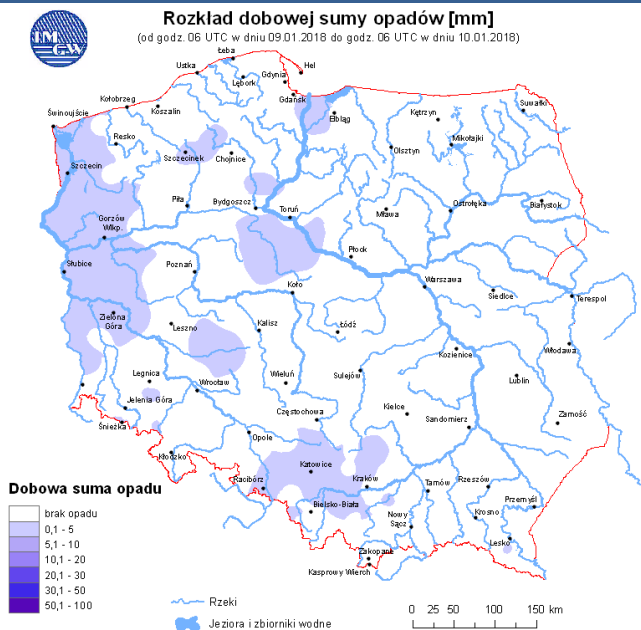 IM
GW
Rozkład dobowej sumy opadów [mm]
(od godz. 06 UTC w dniu 09.01.2018 do godz. 06 UTC w dniu 10.01.2018)
Łeba
Hel
Ustka
Gdynia
Lębork
Suwałki
Kołobrzeg
Gdańsk
Koszalin
Elbląg
Kętrzyn
Świnoujście
Resko
Mikołajki
Szczecinek
Chojnice
Olsztyn
Szczecin
Piła
Bydgoszcz
Toruń
Mława
Ostrołęka
Białystok
Gorzów
Wlkp.
Płock
Słubice
Poznań
Warszawa
Koło
Siedlce
Terespol
Zielona
Góra
Leszno
Kalisz
Łódź
Kozienice
Włodawa
Legnica
Wrocław
Wieluń
Sulejów
Lublin
Jelenia Góra
Częstochowa
Kielce
Sandomierz
Zamość
Śnieżka
Opole
Kłodzko
Katowice
Racibórz
Kraków
Tarnów
Rzeszów
Bielsko-Biała
Przemyśl
Nowy
Sącz
Krosno
Lesko
Zakopane
Kasprowy Wierch
Dobowa suma opadu
brak opadu
0,1 - 5
5,1 - 10
10,1 - 20
20,1 - 30
30,1 - 50
50,1 - 100
Rzeki
Jeziora i zbiorniki wodne
0 25 50 100 150 km